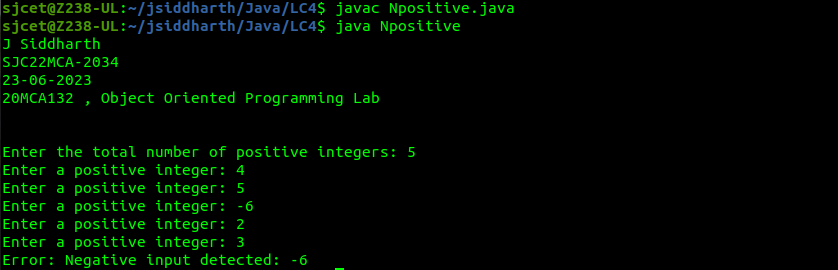 sjcet@Z238-UL:~/jsiddharth/Java/LC4$ javac Npositive.java
sjcet@Z238-UL:~/jsiddharth/Java/LC4$ java Npositive
J Siddharth
SJC22MCA-2034
23-06-2023
20MCA132 , Object Oriented Programming Lab
Enter the total number of positive integers: 5
Enter a positive integer: 4
Enter a positive integer: 5
Enter a positive integer: -6
Enter a positive integer: 2
Enter a positive integer: 3
Error: Negative input detected: -6